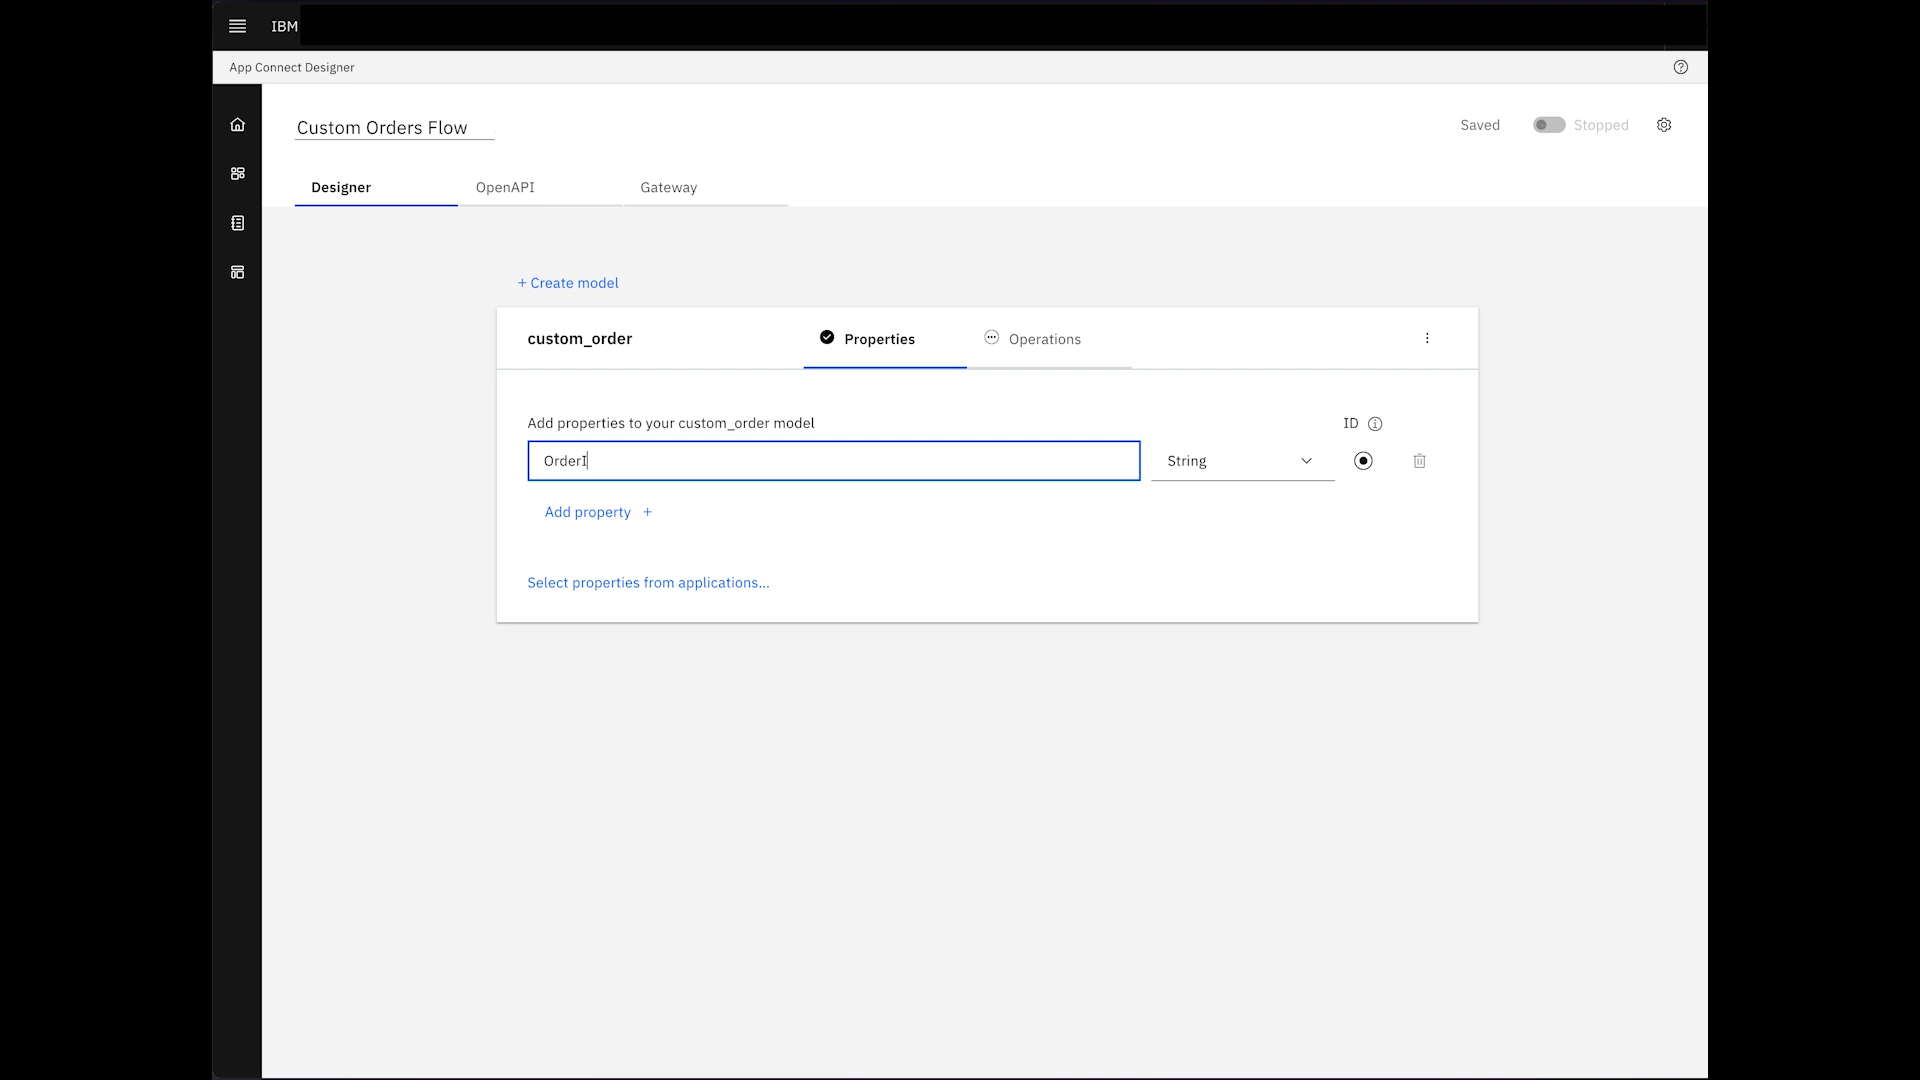 IBM
App Connect Designer
Custom Orders Flow
Saved
Stopped
Designer
OpenAPI
Gateway
+ Create model
custom_order
Properties
Operations
Add properties to your custom_order model
ID
OrderI
String
Add property +
Select properties from applications...